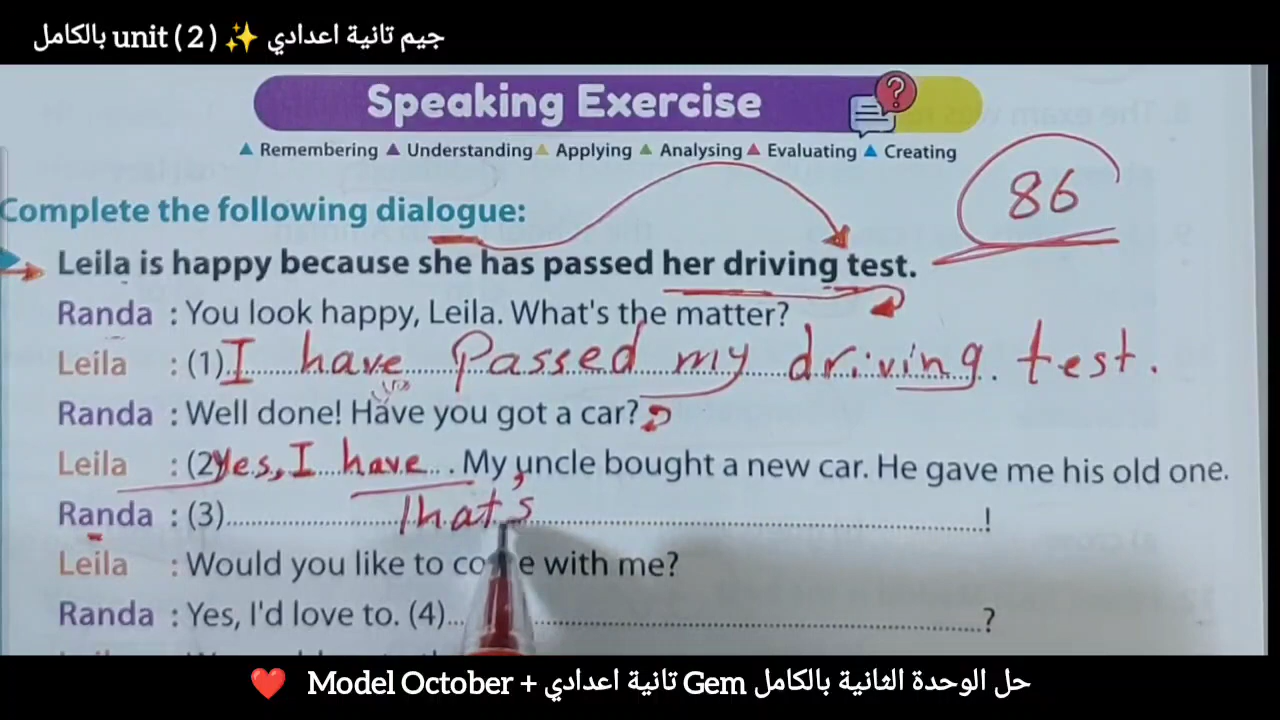 جيم تانية اعدادي ✨ unit ( 2 ) بالكامل
Speaking Exercise
?
Remembering Understanding Applying Analysing Evaluating Creating
86
Complete the following dialogue:
Leila is happy because she has passed her driving test.
Randa : You look happy, Leila. What's the matter?
Leila : (1) I have Passed my driving test.
Randa : Well done! Have you got a car?
Leila : (2) Yes, I have. My uncle bought a new car. He gave me his old one.
Randa : (3)........ That's ........!
Leila : Would you like to come with me?
Randa : Yes, I'd love to. (4)........?
حل الوحدة الثانية بالكامل Gem تانية اعدادي + Model October ❤️